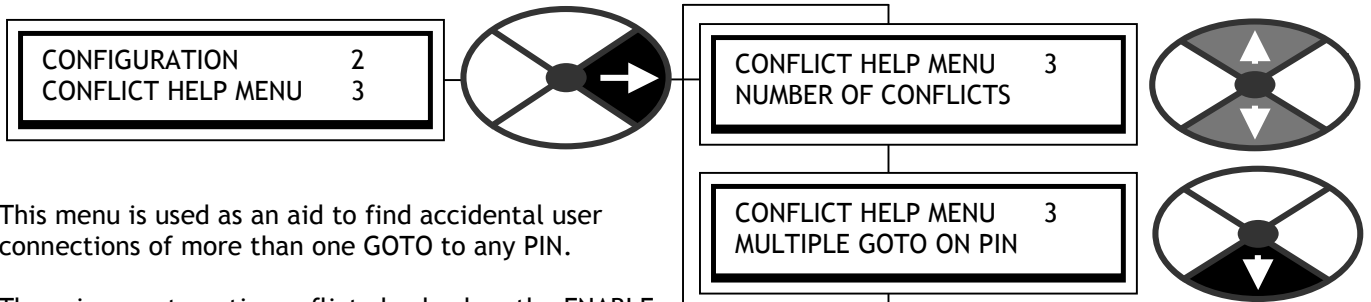 CONFIGURATION 2
CONFLICT HELP MENU 3
CONFLICT HELP MENU 3
NUMBER OF CONFLICTS
CONFLICT HELP MENU 3
MULTIPLE GOTO ON PIN
This menu is used as an aid to find accidental user
connections of more than one GOTO to any PIN.